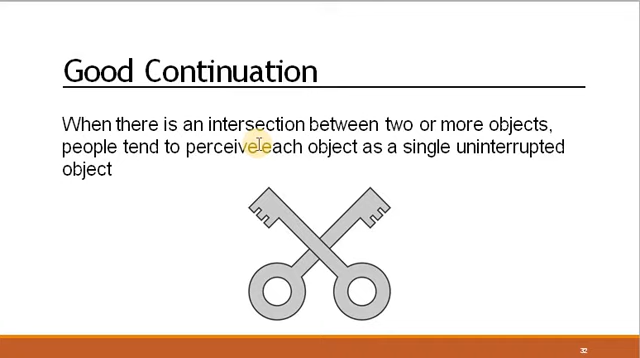 Good Continuation
When there is an intersection between two or more objects,
people tend to perceive each object as a single uninterrupted
object
32